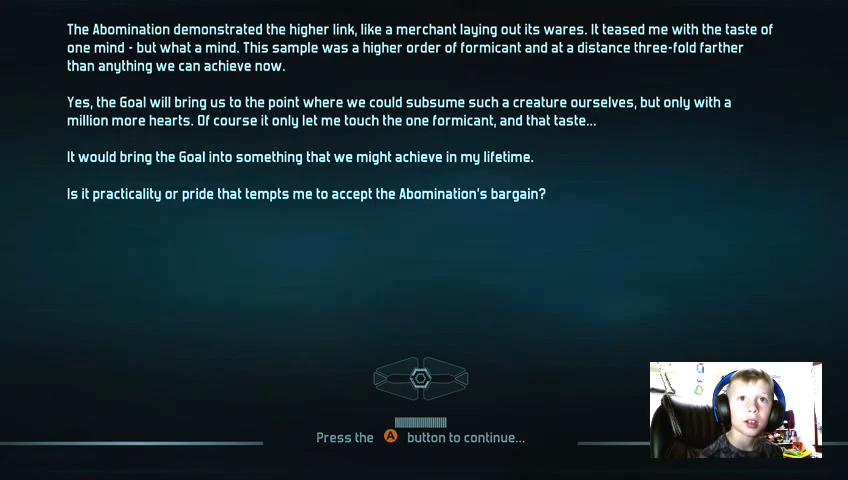 The Abomination demonstrated the higher link, like a merchant laying out its wares. It teased me with the taste of
one mind - but what a mind. This sample was a higher order of formicant and at a distance three-fold farther
than anything we can achieve now.
Yes, the Goal will bring us to the point where we could subsume such a creature ourselves, but only with a
million more hearts. Of course it only let me touch the one formicant, and that taste...
It would bring the Goal into something that we might achieve in my lifetime.
Is it practicality or pride that tempts me to accept the Abomination's bargain?
Press the A button to continue...